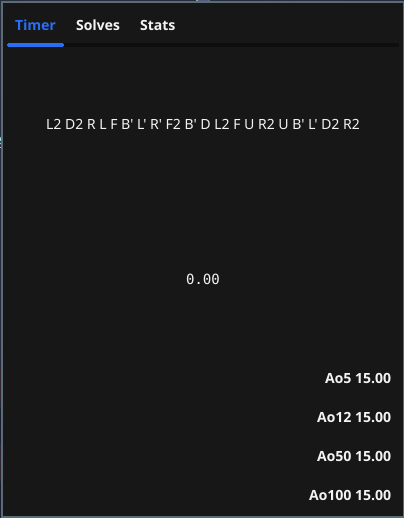 Timer Solves Stats
L2 D2 R L F B' L' R' F2 B' D L2 F U R2 U B' L' D2 R2
0.00
Ao5 15.00
Ao12 15.00
Ao50 15.00
Ao100 15.00